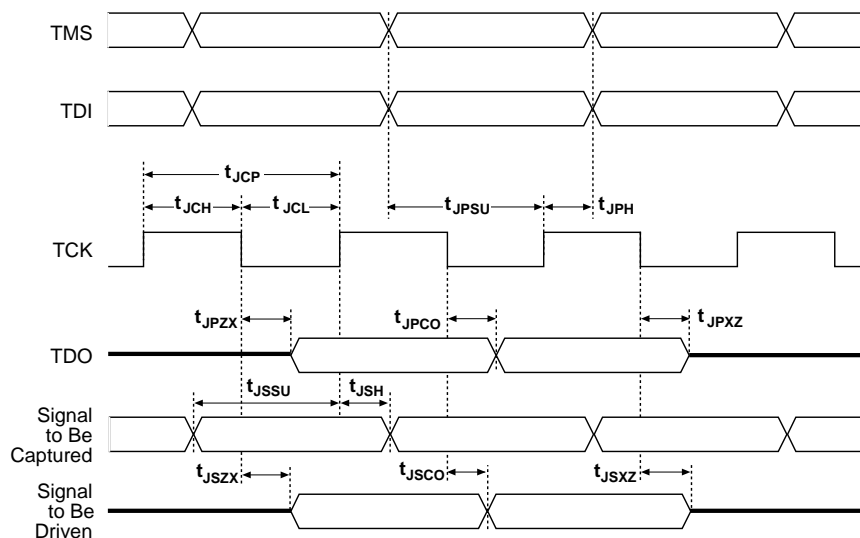 TMS
TDI
tJCP
tJCH
tJCL
tJPSU
tJPH
TCK
tJPZX
tJPCO
tJPXZ
TDO
tJSSU
tJSH
Signal
to Be
Captured
tJSZX
tJSCO
tJSXZ
Signal
to Be
Driven